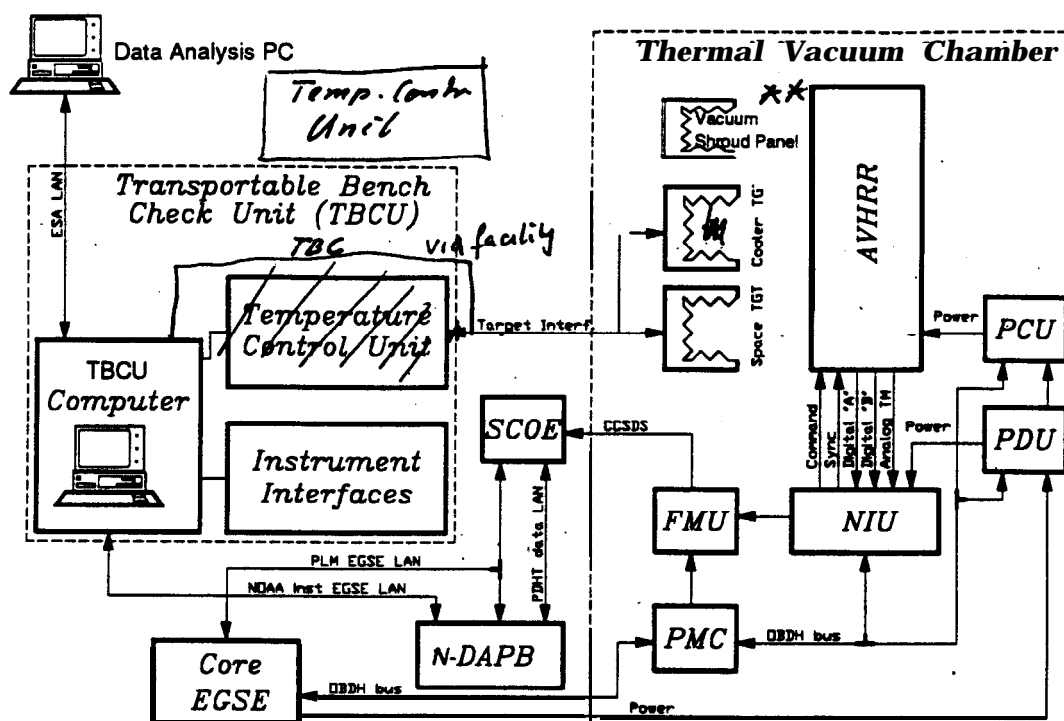 Data Analysis PC
Thermal Vacuum Chamber
**
Temp. Contr
Unit
Vacuum
Shroud Panel
ESA LAN
Transportable Bench
Check Unit (TBCU)
TBC
via facility
Cooler TG
AVHRR
Temperature
Control Unit
Target Interf.
Space TGT
Power
PCU
TBCU
Computer
SCOE
CCSDS
Command
Sync
Digital "A"
Digital "B"
Analog TM
Power
PDU
Instrument
Interfaces
PDHT data LAN
FMU
NIU
PLM EGSE LAN
NOAA Inst EGSE LAN
N-DAPB
PMC
OBDH bus
Core
EGSE
OBDH bus
Power